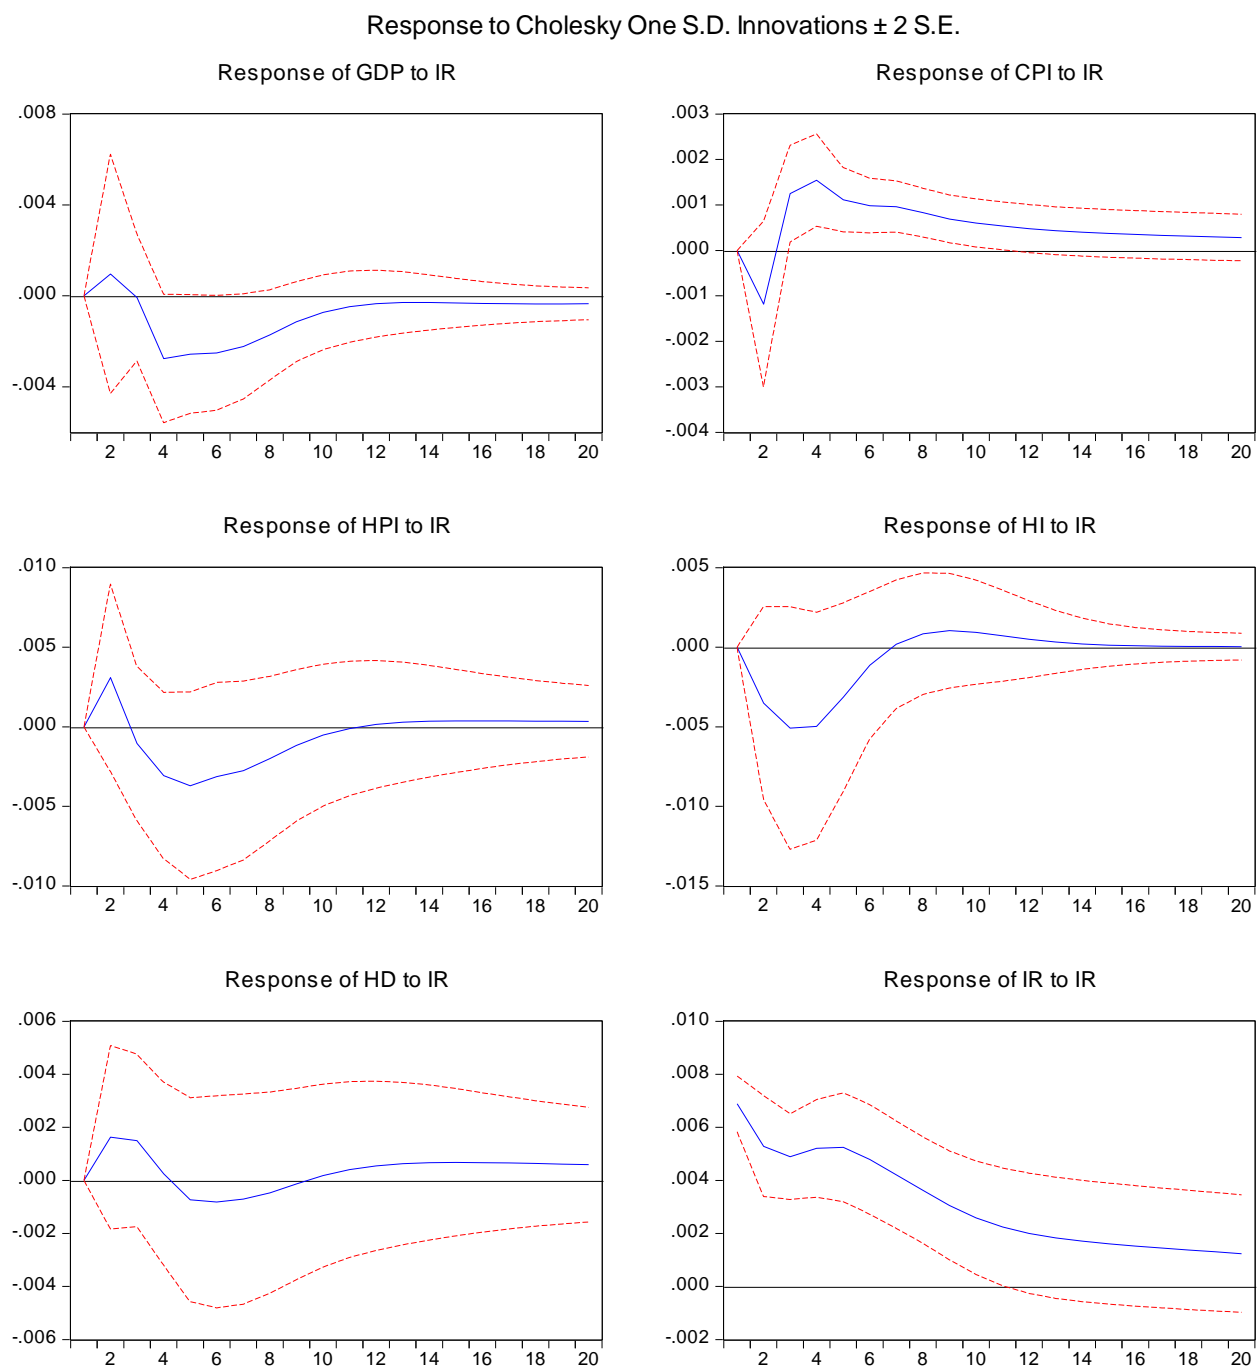 Response to Cholesky One S.D. Innovations ± 2 S.E.
Response of GDP to IR
.008
.004
.000
-.004
2 4 6 8 10 12 14 16 18 20
Response of CPI to IR
.003
.002
.001
.000
-.001
-.002
-.003
-.004
2 4 6 8 10 12 14 16 18 20
Response of HPI to IR
.010
.005
.000
-.005
-.010
2 4 6 8 10 12 14 16 18 20
Response of HI to IR
.005
.000
-.005
-.010
-.015
2 4 6 8 10 12 14 16 18 20
Response of HD to IR
.006
.004
.002
.000
-.002
-.004
-.006
2 4 6 8 10 12 14 16 18 20
Response of IR to IR
.010
.008
.006
.004
.002
.000
-.002
2 4 6 8 10 12 14 16 18 20